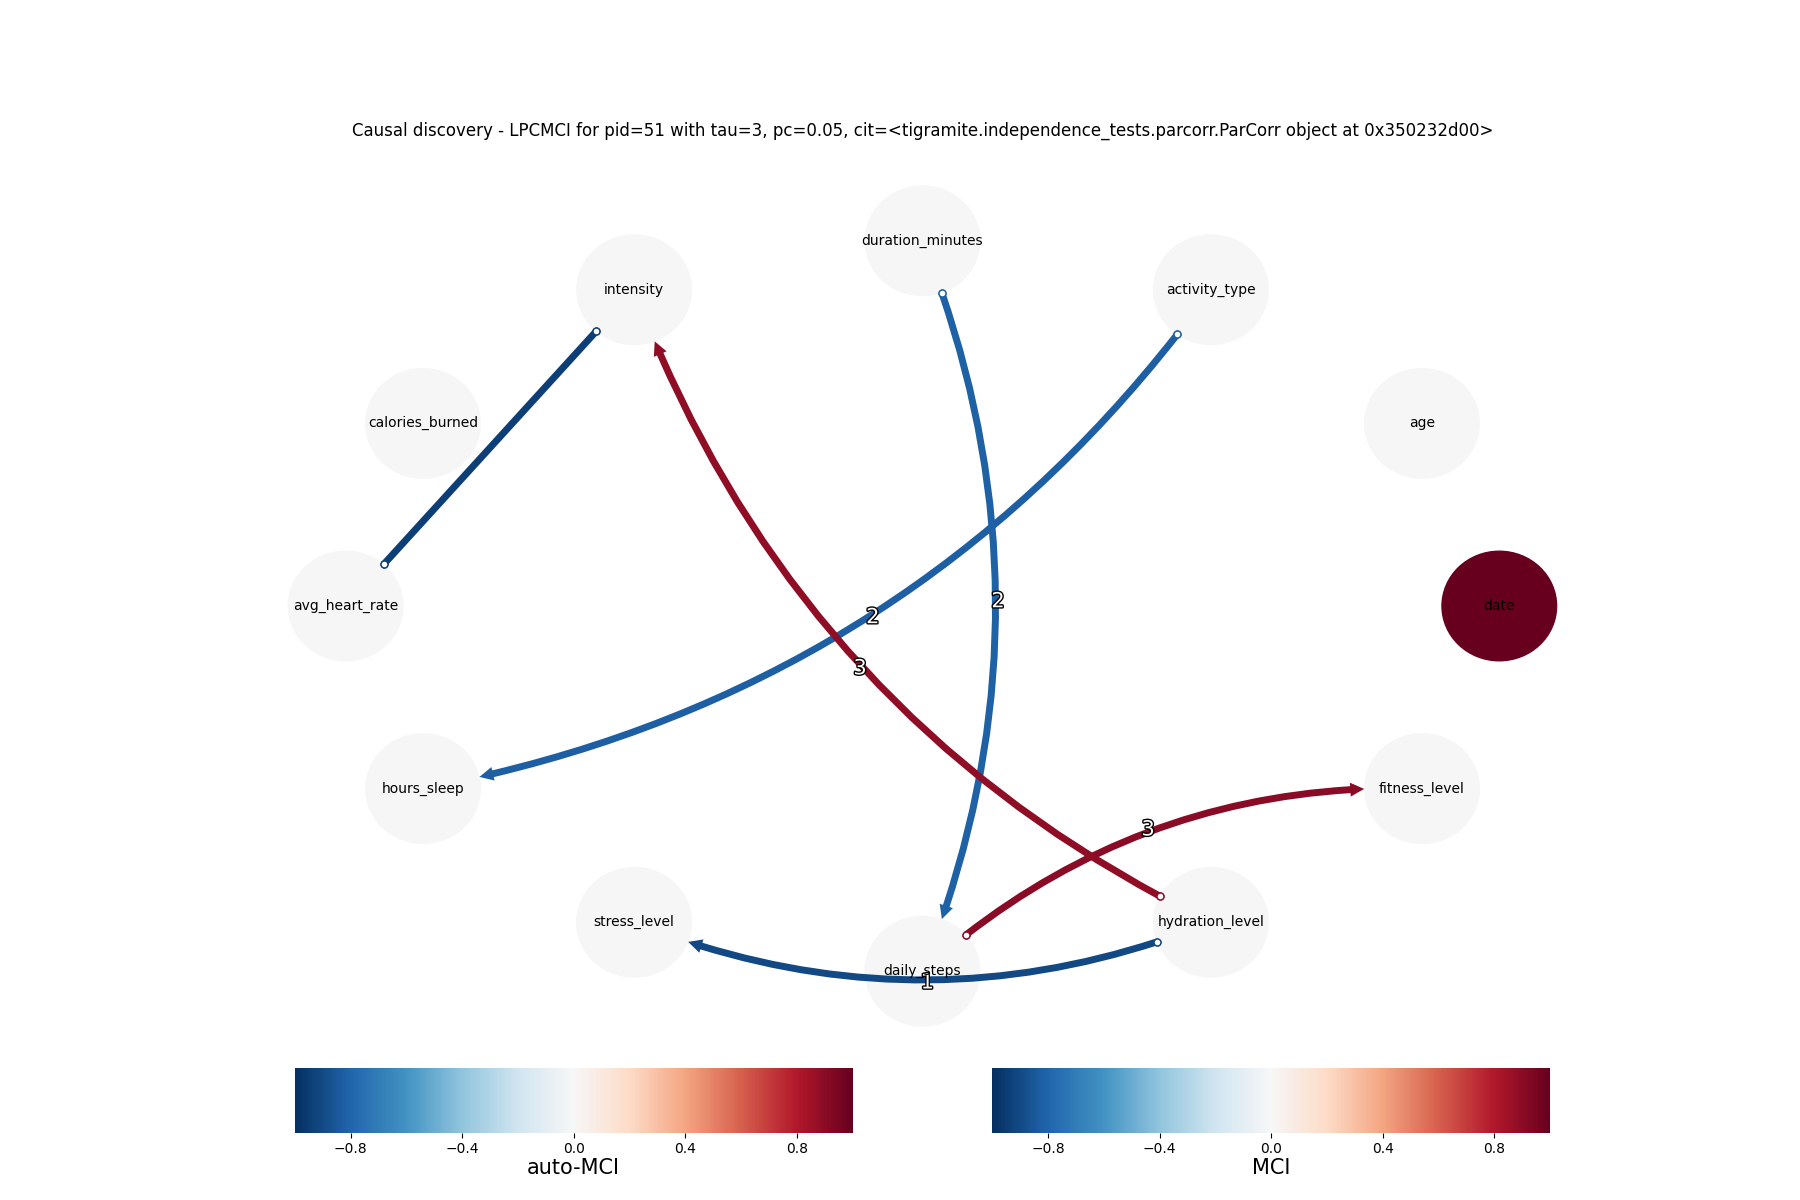 Causal discovery - LPCMCI for pid=51 with tau=3, pc=0.05, cit=<tigramite.independence_tests.parcorr.ParCorr object at 0x350232d00>
duration_minutes
intensity
activity_type
calories_burned
age
avg_heart_rate
date
2
2
3
hours_sleep
fitness_level
3
stress_level
hydration_level
daily_steps
1
−0.8 −0.4 0.0 0.4 0.8
auto-MCI
−0.8 −0.4 0.0 0.4 0.8
MCI